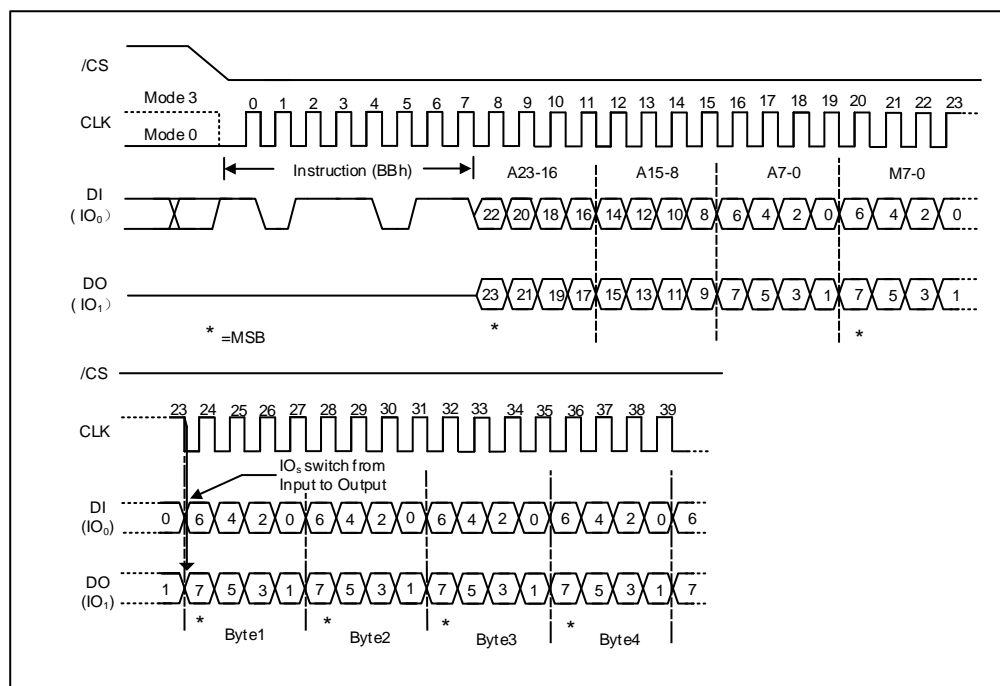 /CS
Mode 3
CLK
Mode 0
0 1 2 3 4 5 6 7 8 9 10 11 12 13 14 15 16 17 18 19 20 21 22 23
Instruction (BBh)
A23-16
A15-8
A7-0
M7-0
DI
( IO₀）
22 20 18 16 14 12 10 8 6 4 2 0 6 4 2 0
DO
( IO₁）
23 21 19 17 15 13 11 9 7 5 3 1 7 5 3 1
* =MSB
*
*
/CS
23 24 25 26 27 28 29 30 31 32 33 34 35 36 37 38 39
CLK
IOₛ switch from
Input to Output
DI
(IO₀)
0 6 4 2 0 6 4 2 0 6 4 2 0 6 4 2 0 6
DO
(IO₁)
1 7 5 3 1 7 5 3 1 7 5 3 1 7 5 3 1 7
* * * *
Byte1
Byte2
Byte3
Byte4